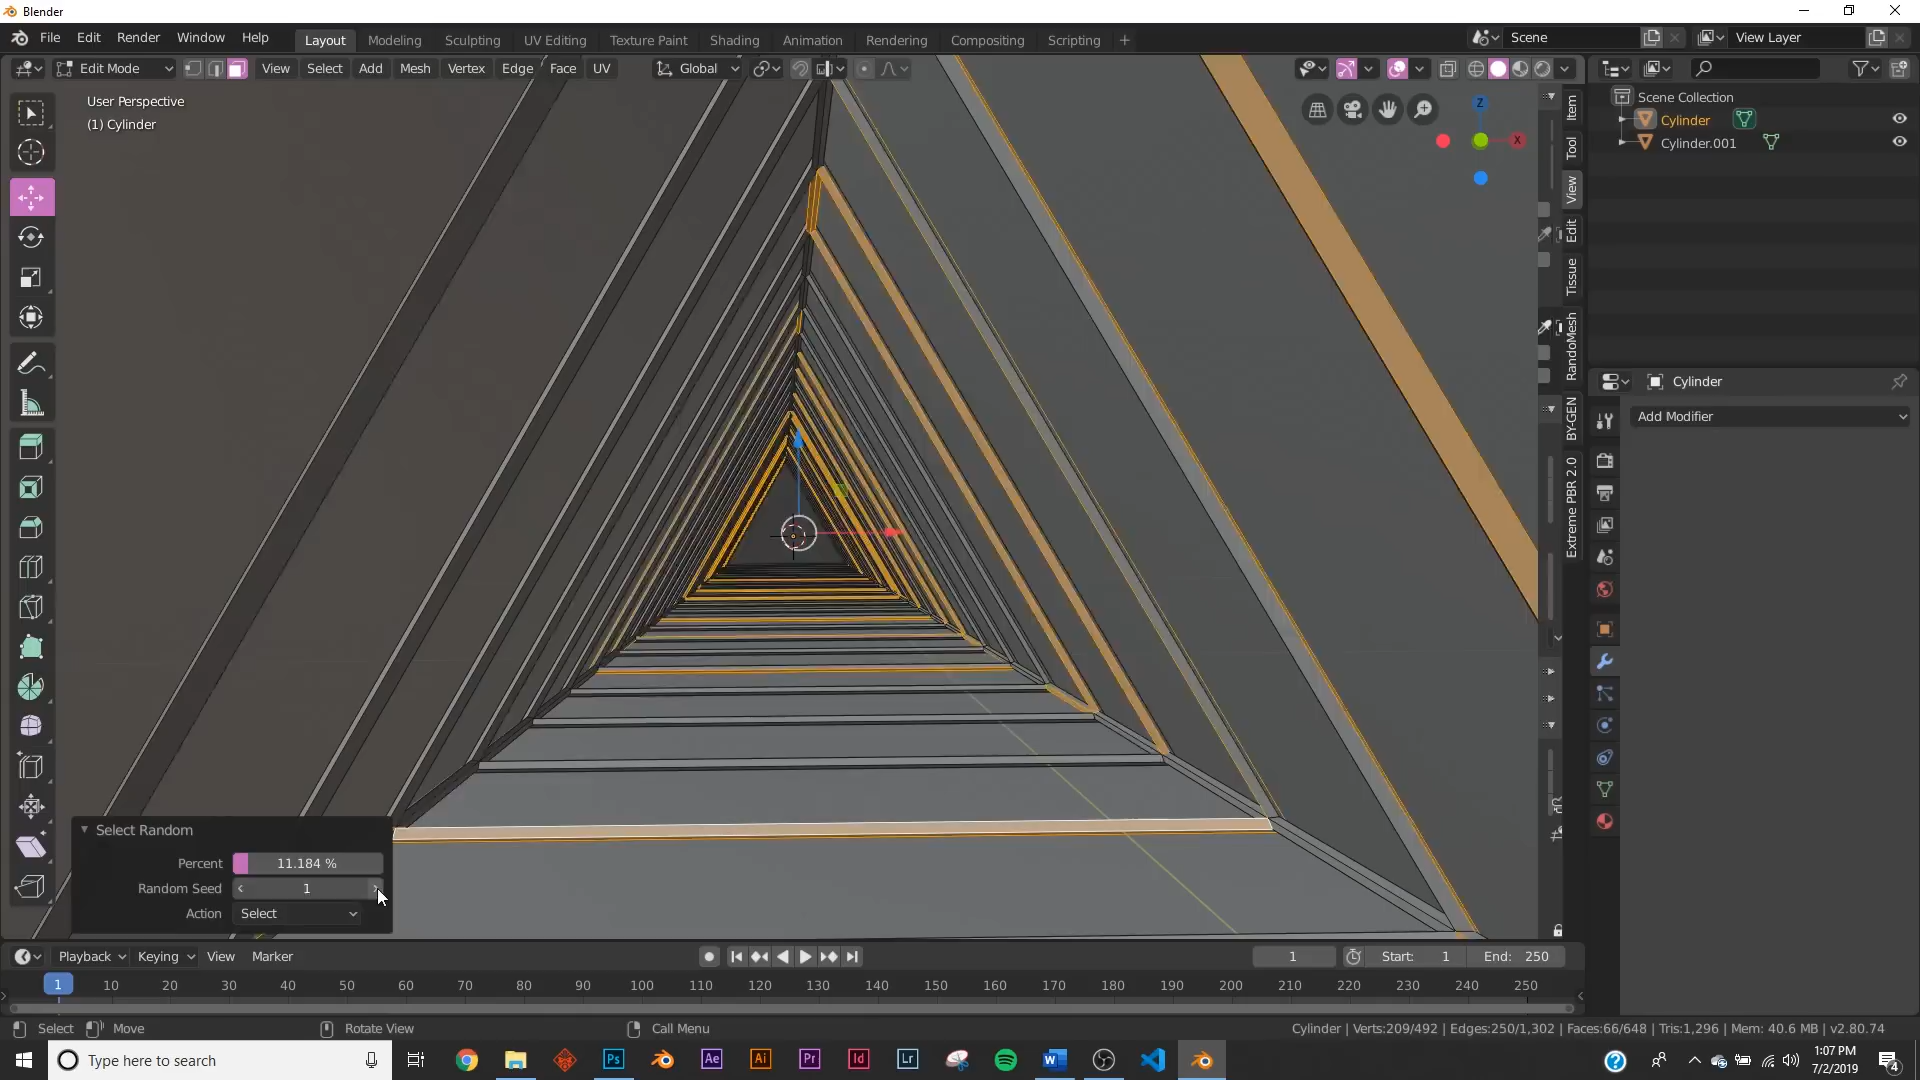 Blender
File Edit Render Window Help
Layout Modeling Sculpting UV Editing Texture Paint Shading Animation Rendering Compositing Scripting +
Scene
View Layer
Edit Mode View Select Add Mesh Vertex Edge Face UV
Global
User Perspective
(1) Cylinder
Z
X
Item
Tool
View
Edit
Tissue
RandoMesh
BY-GEN
Extreme PBR 2.0
Scene Collection
Cylinder
Cylinder.001
Cylinder
Add Modifier
Select Random
Percent 11.184 %
Random Seed 1
Action Select
Playback Keying View Marker
1 Start: 1 End: 250
1 10 20 30 40 50 60 70 80 90 100 110 120 130 140 150 160 170 180 190 200 210 220 230 240 250
Select Move Rotate View Call Menu
Cylinder | Verts:209/492 | Edges:250/1,302 | Faces:66/648 | Tris:1,296 | Mem: 40.6 MB | v2.80.74
Type here to search
Ps Ae Ai Pr Id Lr
1:07 PM
7/2/2019
4